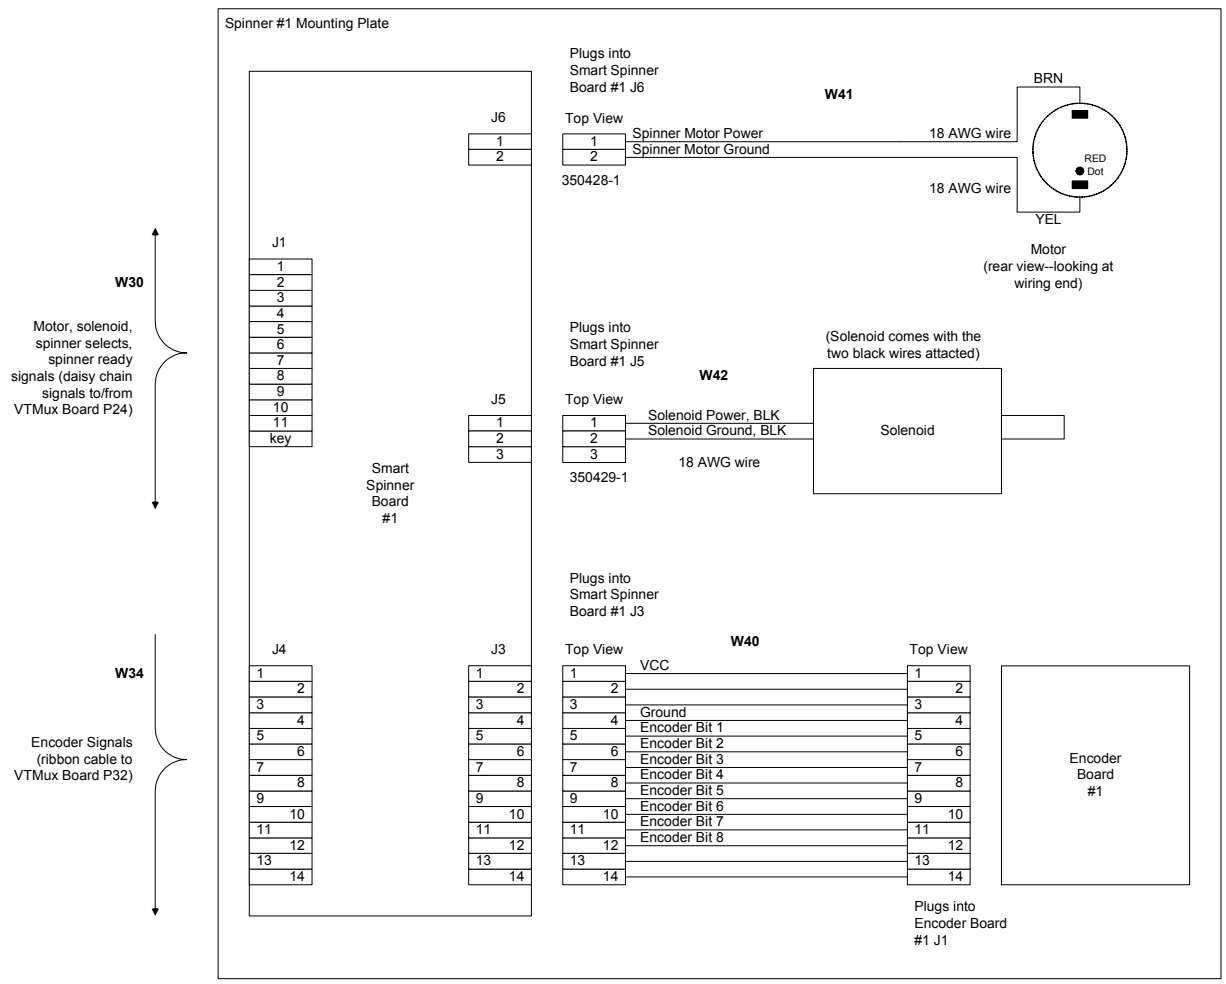 Spinner #1 Mounting Plate
Plugs into
Smart Spinner
Board #1 J6
W41
BRN
J6
Top View
1
2
1
2
Spinner Motor Power
Spinner Motor Ground
18 AWG wire
18 AWG wire
RED
Dot
350428-1
YEL
Motor
(rear view--looking at
wiring end)
W30
Motor, solenoid,
spinner selects,
spinner ready
signals (daisy chain
signals to/from
VTMux Board P24)
J1
1
2
3
4
5
6
7
8
9
10
11
key
Plugs into
Smart Spinner
Board #1 J5
W42
(Solenoid comes with the
two black wires attacted)
J5
Top View
1
2
3
1
2
3
Solenoid Power, BLK
Solenoid Ground, BLK
18 AWG wire
350429-1
Solenoid
Smart
Spinner
Board
#1
Plugs into
Smart Spinner
Board #1 J3
W40
W34
Encoder Signals
(ribbon cable to
VTMux Board P32)
J4
1
2
3
4
5
6
7
8
9
10
11
12
13
14
J3
1
2
3
4
5
6
7
8
9
10
11
12
13
14
Top View
1
2
3
4
5
6
7
8
9
10
11
12
13
14
VCC
Ground
Encoder Bit 1
Encoder Bit 2
Encoder Bit 3
Encoder Bit 4
Encoder Bit 5
Encoder Bit 6
Encoder Bit 7
Encoder Bit 8
Top View
1
2
3
4
5
6
7
8
9
10
11
12
13
14
Plugs into
Encoder Board
#1 J1
Encoder
Board
#1